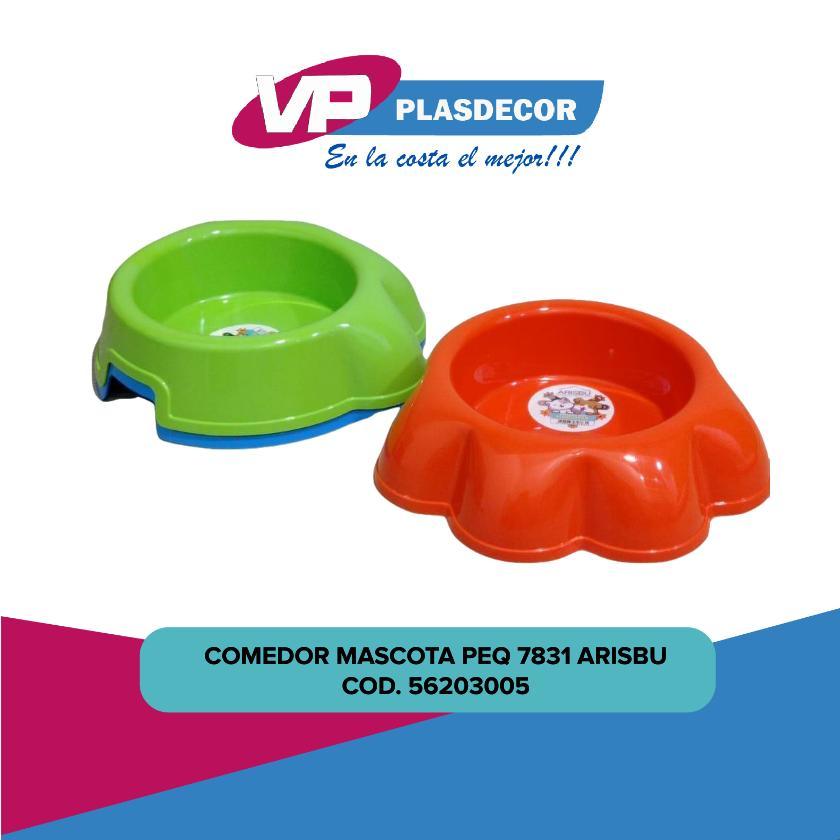 VP PLASDECOR
En la costa el mejor!!!
ARISBU
COMEDOR MASCOTA PEQ 7831 ARISBU
COD. 56203005